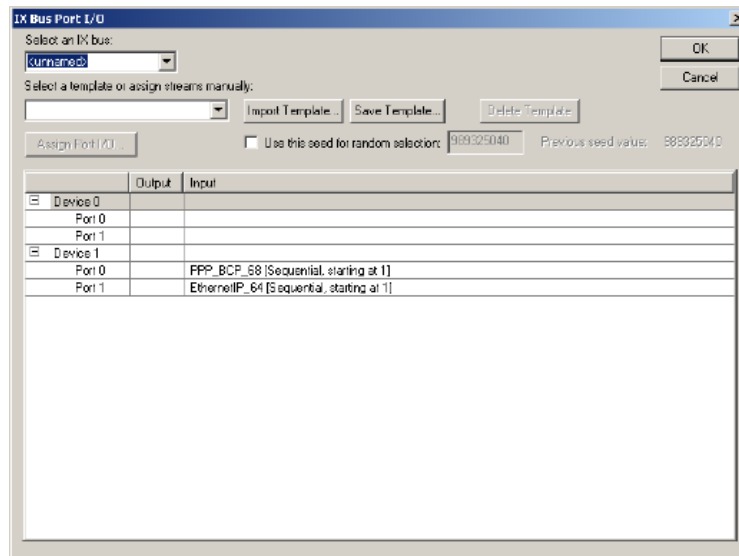 IX Bus Port I/O
Select an IX bus:
OK
<unnamed>
Cancel
Select a template or assign streams manually:
Import Template...
Save Template...
Delete Template
Assign Port I/O...
Use this seed for random selection:
989325040
Previous seed value:
989325040
Output
Input
Device 0
Port 0
Port 1
Device 1
Port 0
PPP_BCP_68 [Sequential, starting at 1]
Port 1
EthernetIP_64 [Sequential, starting at 1]